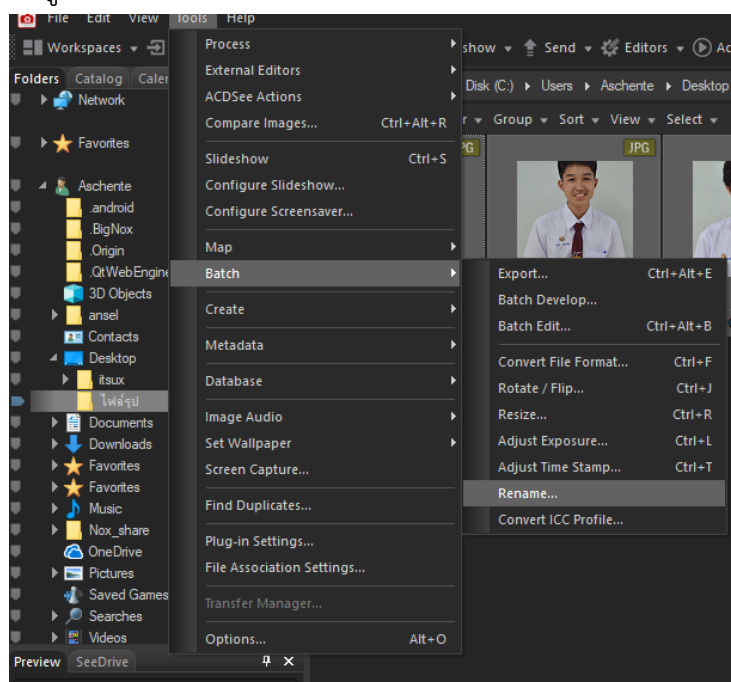 File Edit View Tools Help
Workspaces
Folders Catalog
Network
Favorites
Aschente
.android
.BigNox
.Origin
3D Objects
ansel
Contacts
Desktop
itsux
ไฟล์รูป
Documents
Downloads
Favorites
Favorites
Music
Nox_share
OneDrive
Pictures
Saved Games
Searches
Videos
Preview SeeDrive
Process
External Editors
ACDSee Actions
Compare Images... Ctrl+Alt+R
Slideshow Ctrl+S
Configure Slideshow...
Configure Screensaver...
Map
Batch
Create
Metadata
Database
Image Audio
Set Wallpaper
Screen Capture...
Find Duplicates...
Plug-in Settings...
File Association Settings...
Transfer Manager...
Options... Alt+O
Send Editors
Disk (C:) Users Aschente Desktop
Group Sort View Select
JPG
Export... Ctrl+Alt+E
Batch Develop...
Batch Edit... Ctrl+Alt+B
Convert File Format... Ctrl+F
Rotate / Flip... Ctrl+J
Resize... Ctrl+R
Adjust Exposure... Ctrl+L
Adjust Time Stamp... Ctrl+T
Rename...
Convert ICC Profile...